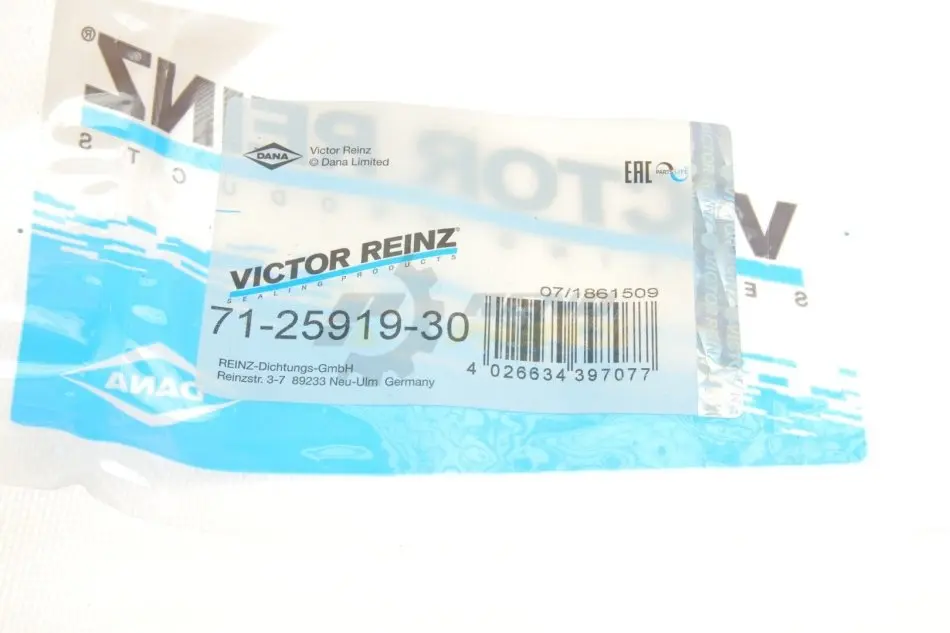 DANA
Victor Reinz
© Dana Limited
EAC
VICTOR REINZ®
SEALING PRODUCTS
07/1861509
71-25919-30
4 026634 397077
REINZ-Dichtungs-GmbH
Reinzstr. 3-7 89233 Neu-Ulm Germany
DANA